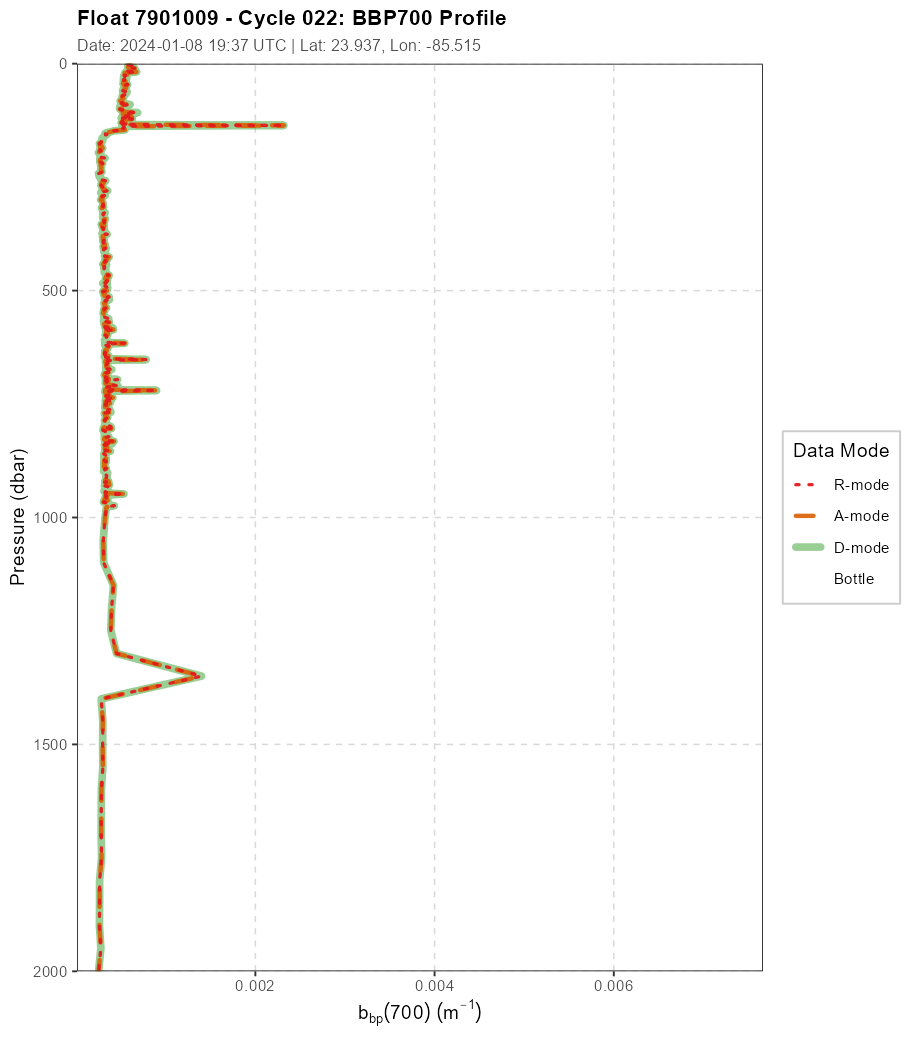 Float 7901009 - Cycle 022: BBP700 Profile
Date: 2024-01-08 19:37 UTC | Lat: 23.937, Lon: -85.515
0
500
1000
1500
2000
Pressure (dbar)
0.002 0.004 0.006
b_bp(700) (m⁻¹)
Data Mode
R-mode
A-mode
D-mode
Bottle